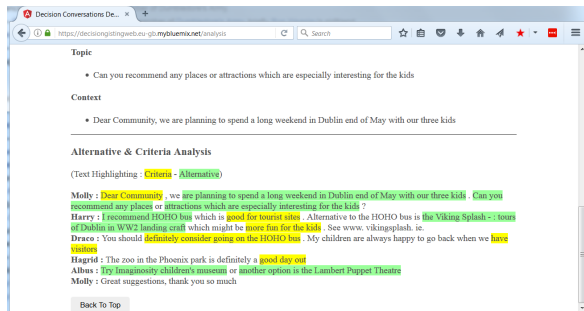 Decision Conversations De... × +
https://decisiongistingweb.eu-gb.mybluemix.net/analysis Search
Topic
Can you recommend any places or attractions which are especially interesting for the kids
Context
Dear Community, we are planning to spend a long weekend in Dublin end of May with our three kids
Alternative & Criteria Analysis
(Text Highlighting : Criteria - Alternative)
Molly : Dear Community , we are planning to spend a long weekend in Dublin end of May with our three kids . Can you
recommend any places or attractions which are especially interesting for the kids ?
Harry : I recommend HOHO bus which is good for tourist sites . Alternative to the HOHO bus is the Viking Splash - : tours
of Dublin in WW2 landing craft which might be more fun for the kids . See www. vikingsplash. ie.
Draco : You should definitely consider going on the HOHO bus . My children are always happy to go back when we have
visitors
Hagrid : The zoo in the Phoenix park is definitely a good day out
Albus : Try Imaginosity children's museum or another option is the Lambert Puppet Theatre
Molly : Great suggestions, thank you so much
Back To Top